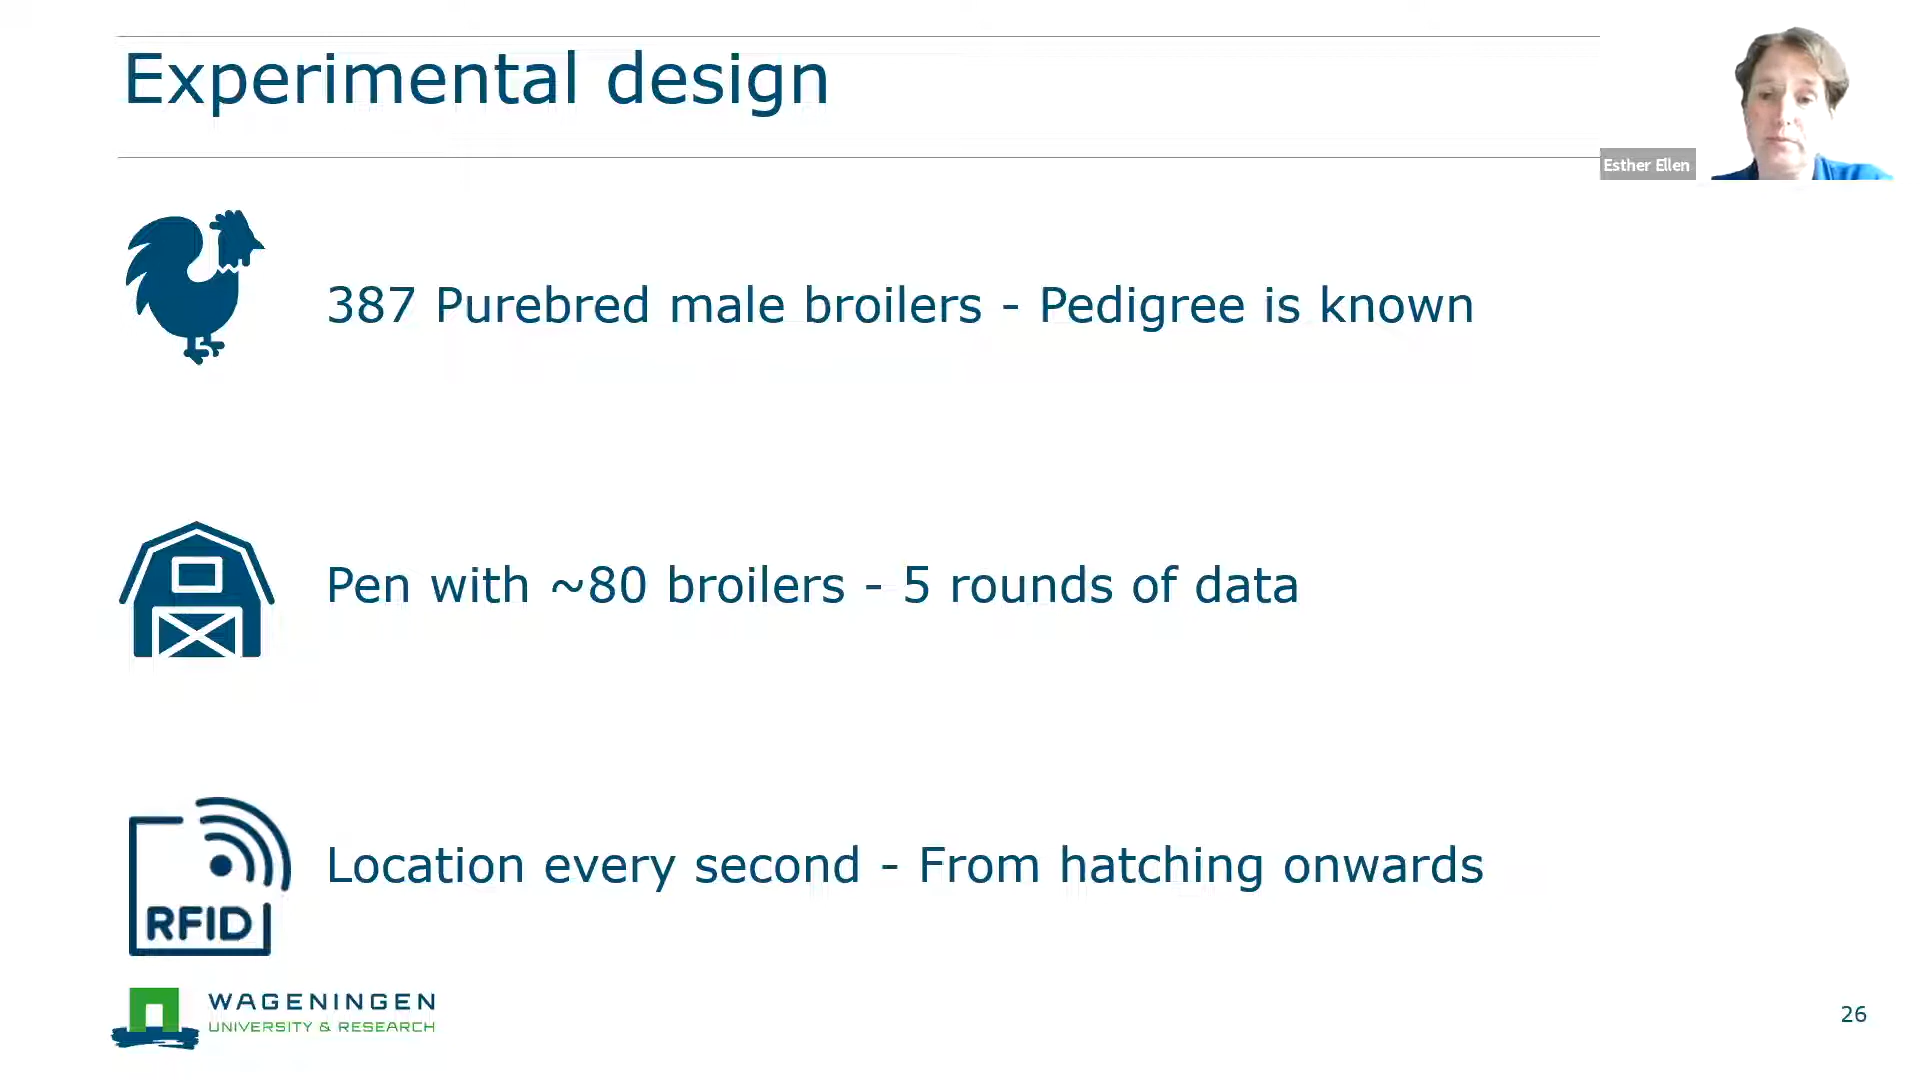 Experimental design
Esther Ellen
387 Purebred male broilers - Pedigree is known
Pen with ~80 broilers - 5 rounds of data
Location every second - From hatching onwards
RFID
WAGENINGEN
UNIVERSITY & RESEARCH
26